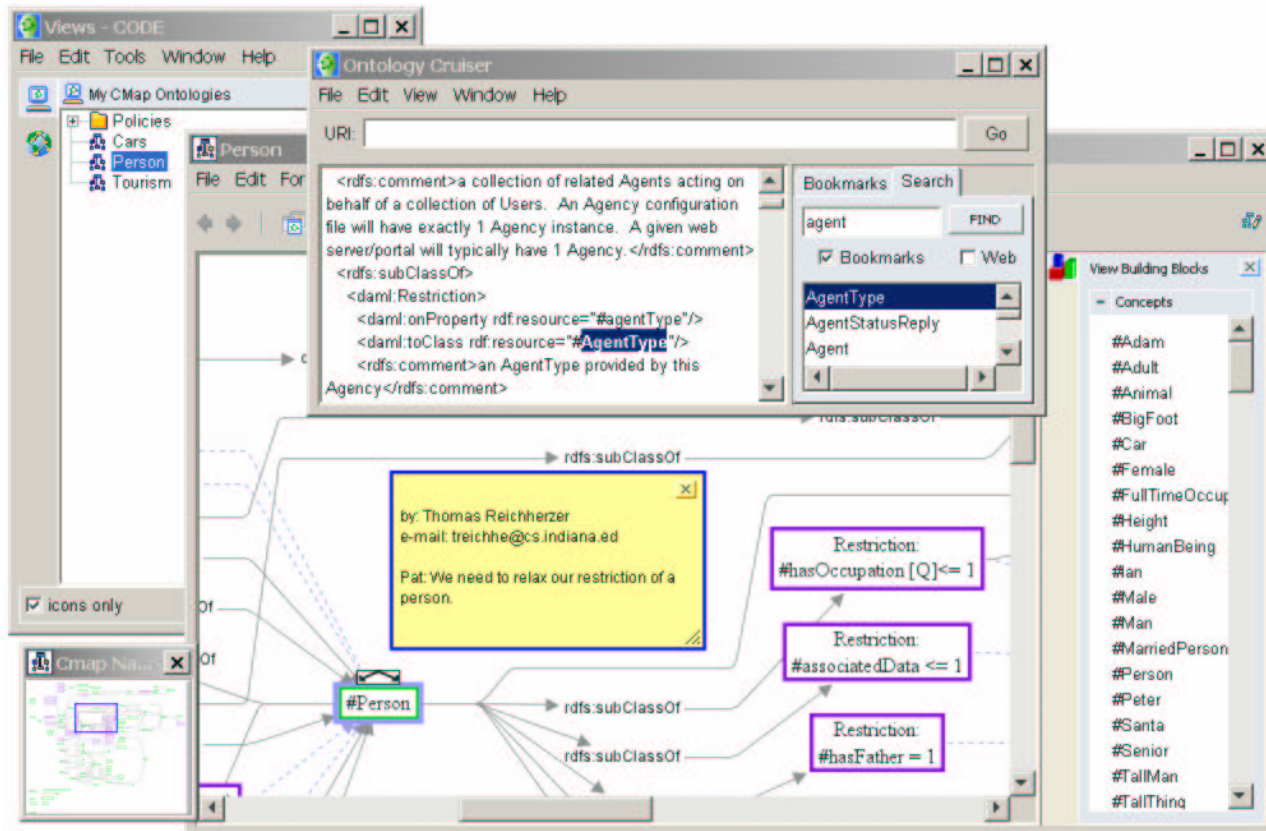 Views - CODE
File Edit Tools Window Help
My CMap Ontologies
Policies
Cars
Person
Tourism
icons only
Cmap Na...
Ontology Cruiser
File Edit View Window Help
URI:
Go
<rdfs:comment>a collection of related Agents acting on
behalf of a collection of Users. An Agency configuration
file will have exactly 1 Agency instance. A given web
server/portal will typically have 1 Agency.</rdfs:comment>
<rdfs:subClassOf>
<daml:Restriction>
<daml:onProperty rdf:resource="#agentType"/>
<daml:toClass rdf:resource="#AgentType"/>
<rdfs:comment>an AgentType provided by this
Agency</rdfs:comment>
Bookmarks Search
agent
FIND
Bookmarks Web
AgentType
AgentStatusReply
Agent
Person
File Edit For
rdfs:subClassOf
rdfs:subClassOf
by: Thomas Reichherzer
e-mail: treichhe@cs.indiana.ed
Pat: We need to relax our restriction of a
person.
Of
Of
#Person
rdfs:subClassOf
rdfs:subClassOf
Restriction:
#hasOccupation [Q]<= 1
Restriction:
#associatedData <= 1
Restriction:
#hasFather = 1
View Building Blocks
Concepts
#Adam
#Adult
#Animal
#BigFoot
#Car
#Female
#FullTimeOccup
#Height
#HumanBeing
#an
#Male
#Man
#MarriedPerson
#Person
#Peter
#Santa
#Senior
#TallMan
#TallThing